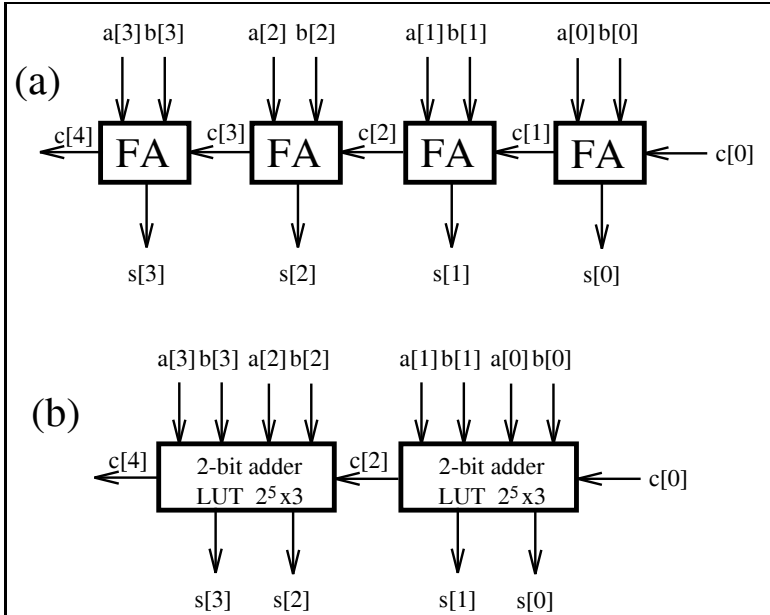 a[3] b[3] a[2] b[2] a[1] b[1] a[0] b[0]
(a)
c[4] FA c[3] FA c[2] FA c[1] FA c[0]
s[3] s[2] s[1] s[0]
a[3] b[3] a[2] b[2] a[1] b[1] a[0] b[0]
(b)
c[4] 2-bit adder c[2] 2-bit adder c[0]
LUT 2⁵x3 LUT 2⁵x3
s[3] s[2] s[1] s[0]